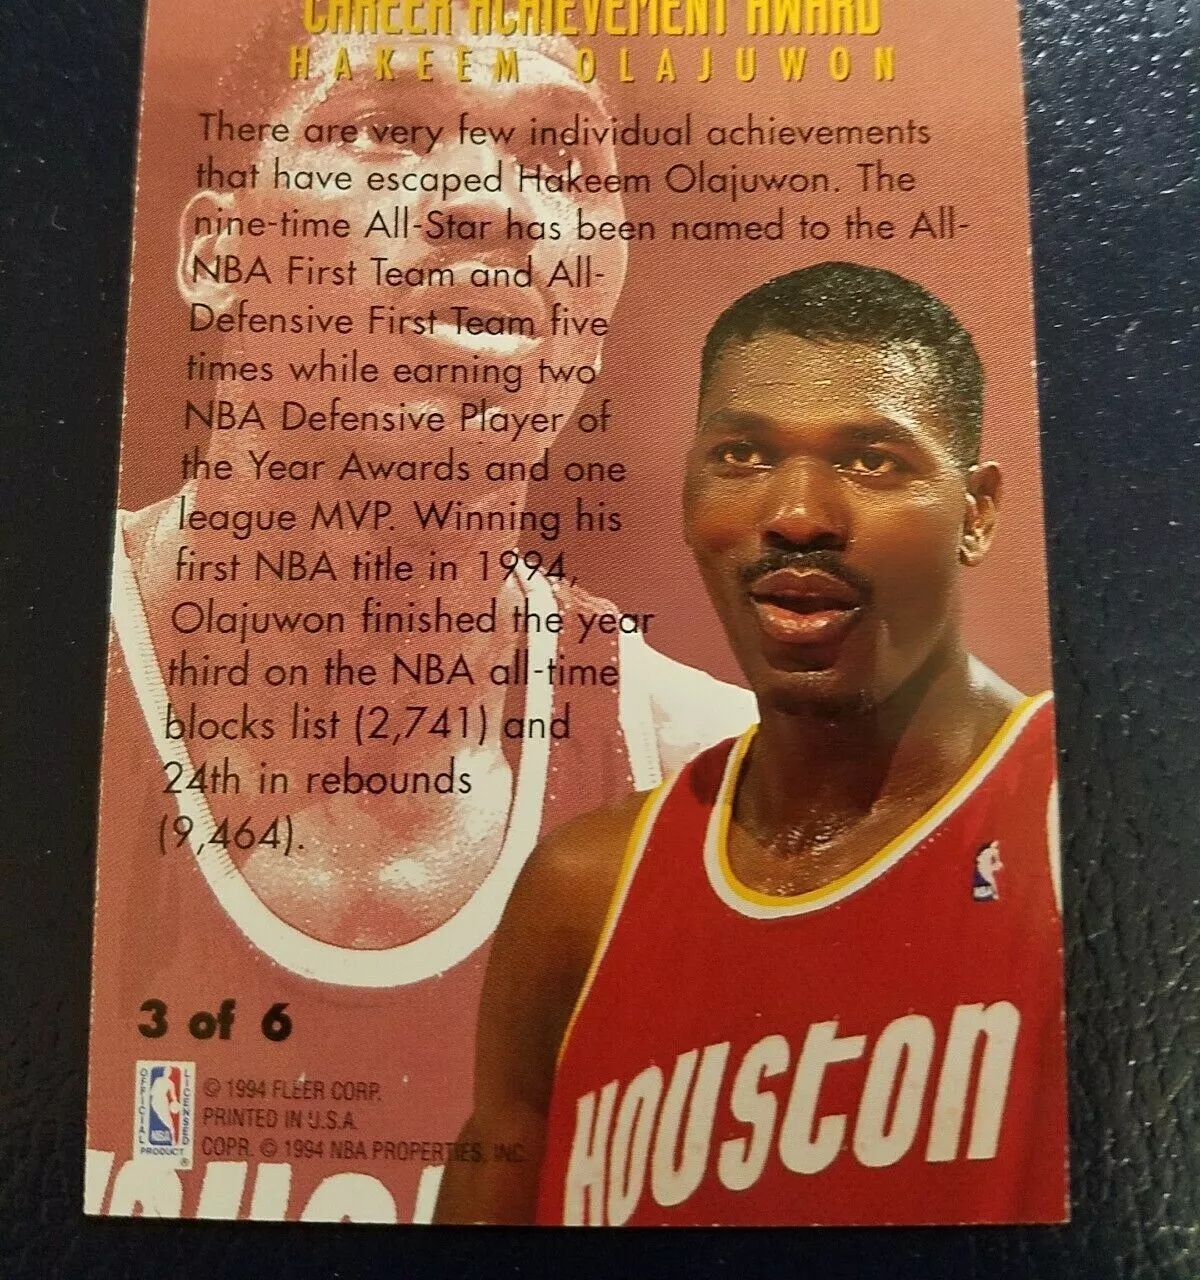 CAREER ACHIEVEMENT AWARD
HAKEEM OLAJUWON
There are very few individual achievements
that have escaped Hakeem Olajuwon. The
nine-time All-Star has been named to the All-
NBA First Team and All-
Defensive First Team five
times while earning two
NBA Defensive Player of
the Year Awards and one
league MVP. Winning his
first NBA title in 1994,
Olajuwon finished the year
third on the NBA all-time
blocks list (2,741) and
24th in rebounds
(9,464).
3 of 6
OFFICIAL LICENSED
NBA
PRODUCT ®
© 1994 FLEER CORP.
PRINTED IN U.S.A.
COPR. © 1994 NBA PROPERTIES, INC.
NBA
HOUSTON